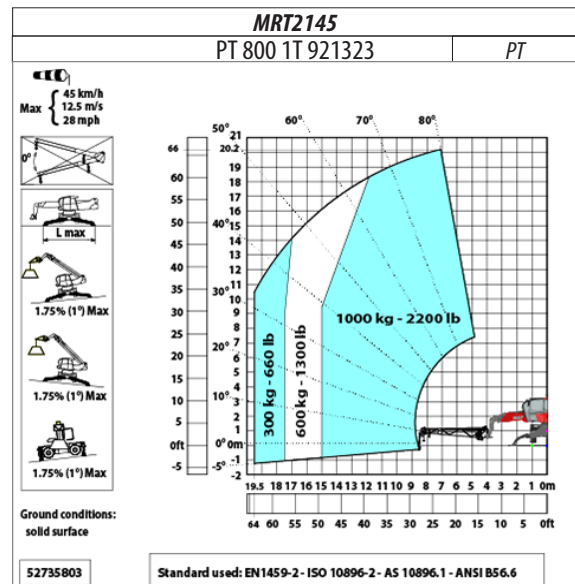 MRT2145
PT 800 1T 921323
PT
Max { 45 km/h
12.5 m/s
28 mph
0°
L max
1.75% (1°) Max
1.75% (1°) Max
1.75% (1°) Max
Ground conditions:
solid surface
52735803
50° 60° 70° 80°
40°
30°
20°
10°
0°
-5°
66
60
55
50
45
40
35
30
25
20
15
10
5
0ft
-5
21
20.2
19
18
17
16
15
14
13
12
11
10
9
8
7
6
5
4
3
2
1
0m
-1
-2
300 kg - 660 lb
600 kg - 1300 lb
1000 kg - 2200 lb
19.5 18 17 16 15 14 13 12 11 10 9 8 7 6 5 4 3 2 1 0m
64 60 55 50 45 40 35 30 25 20 15 10 5 0ft
Standard used: EN1459-2 - ISO 10896-2 - AS 10896.1 - ANSI B56.6